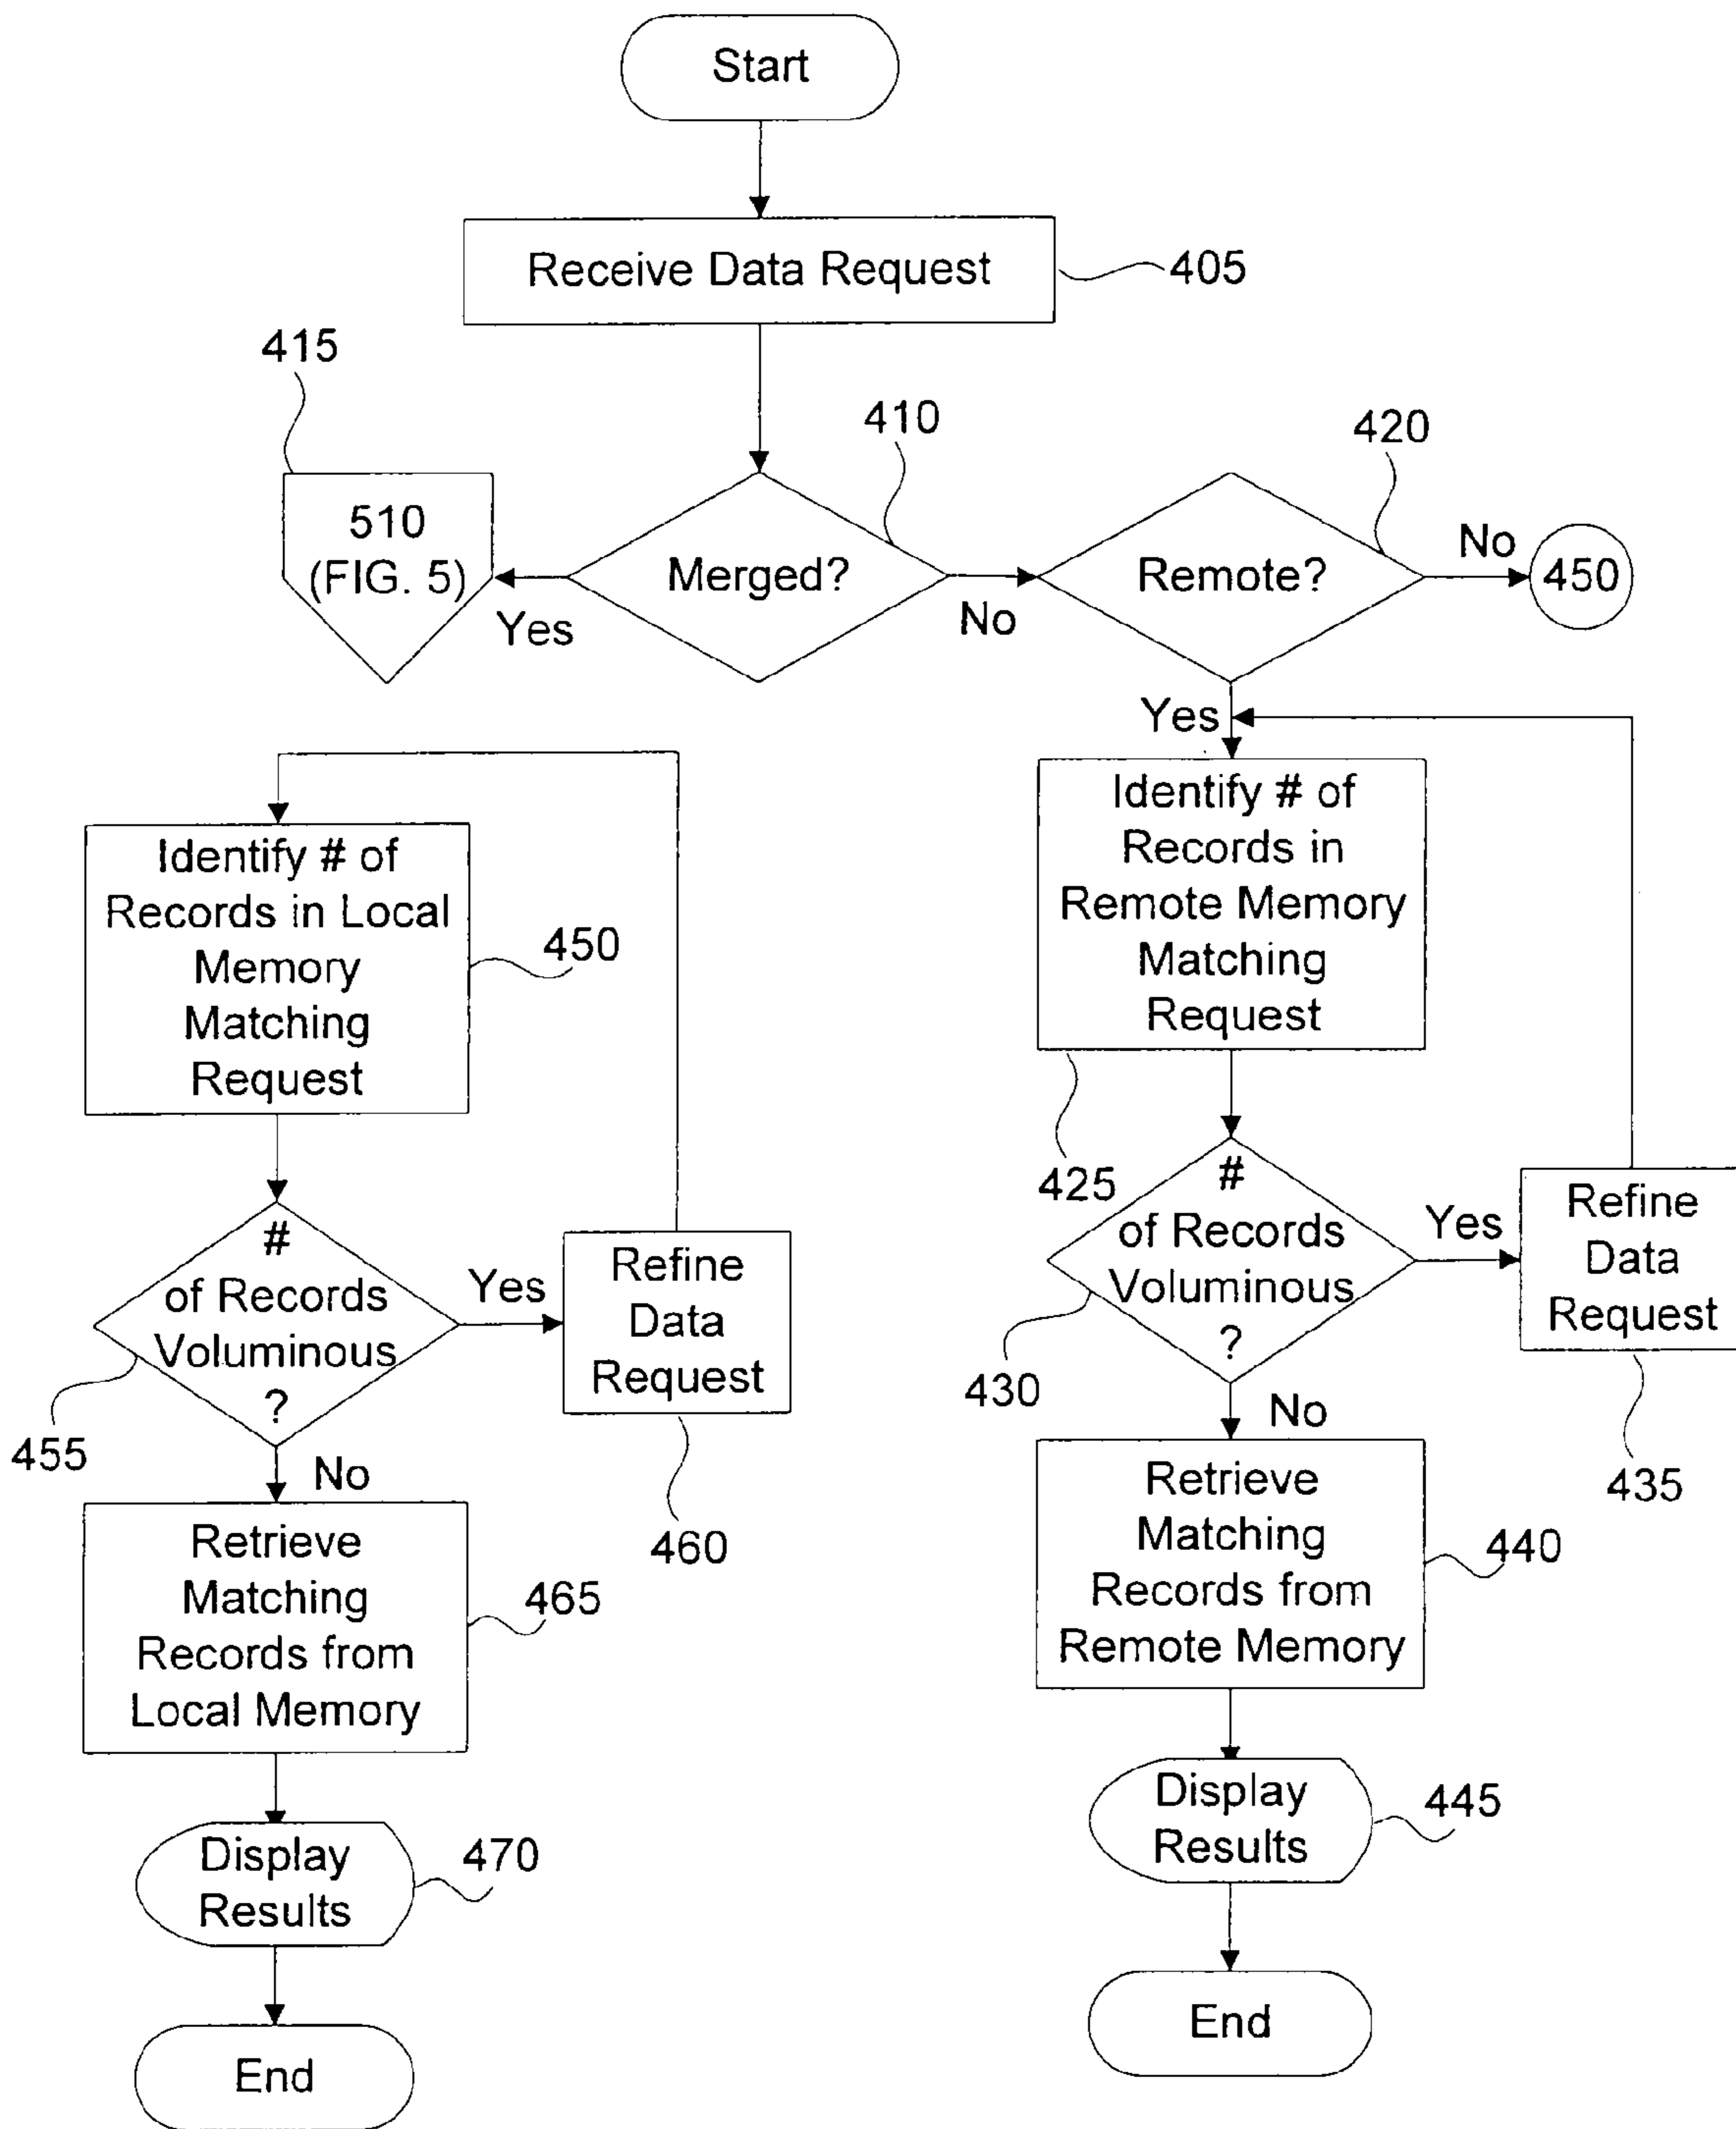 Start
Receive Data Request
405
415
410
420
510
(FIG. 5)
Yes
Merged?
No
Remote?
No
450
Yes
Identify # of
Records in
Remote Memory
Matching
Request
425
#
of Records
Voluminous
?
430
Yes
Refine
Data
Request
435
No
Retrieve
Matching
Records from
Remote Memory
440
Display
Results
445
End
Identify # of
Records in Local
Memory
Matching
Request
450
#
of Records
Voluminous
?
455
Yes
Refine
Data
Request
460
No
Retrieve
Matching
Records from
Local Memory
465
Display
Results
470
End